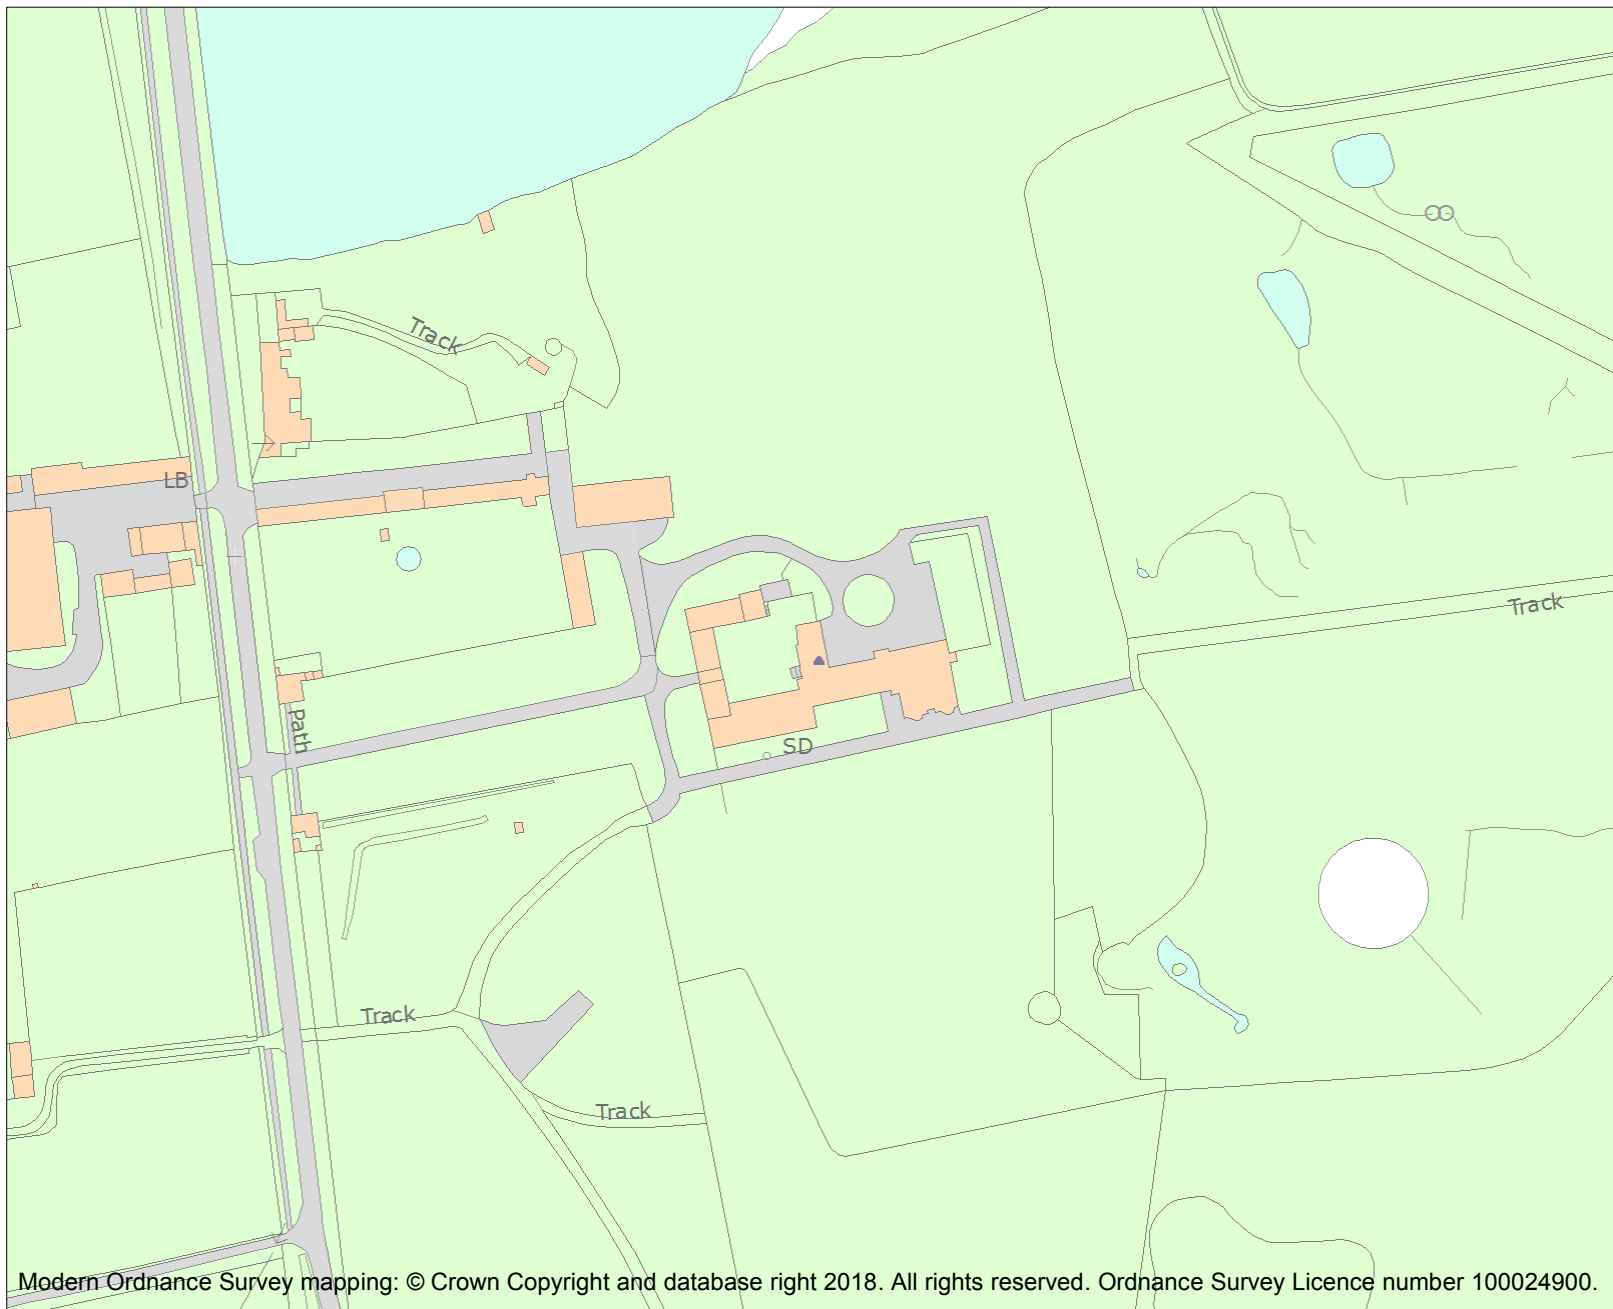 Track
LB
Track
Path
SD
Track
Track
Modern Ordnance Survey mapping: © Crown Copyright and database right 2018. All rights reserved. Ordnance Survey Licence number 100024900.